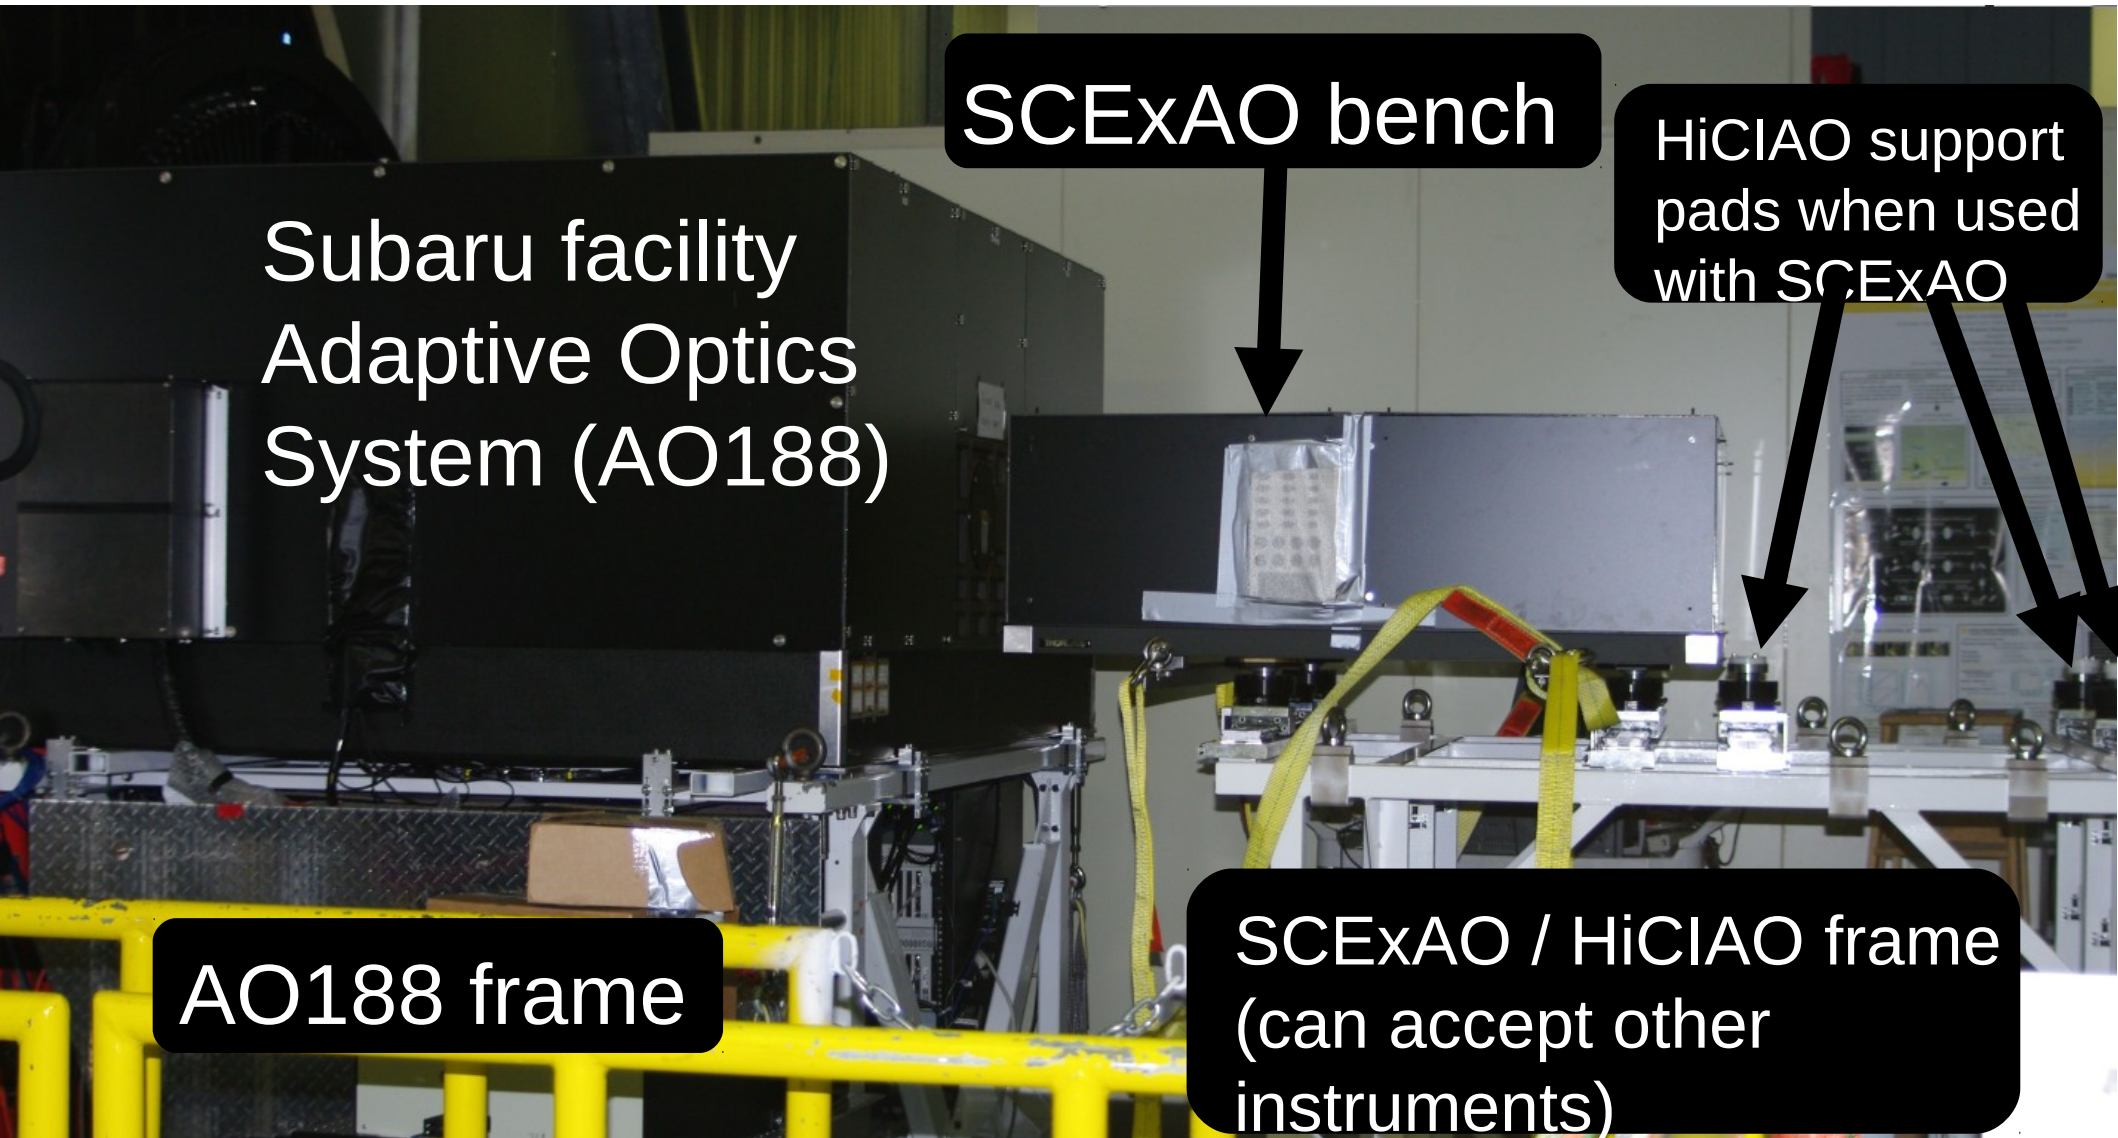 SCExAO bench
HiCIAO support
pads when used
with SCExAO
Subaru facility
Adaptive Optics
System (AO188)
AO188 frame
SCExAO / HiCIAO frame
(can accept other
instruments)